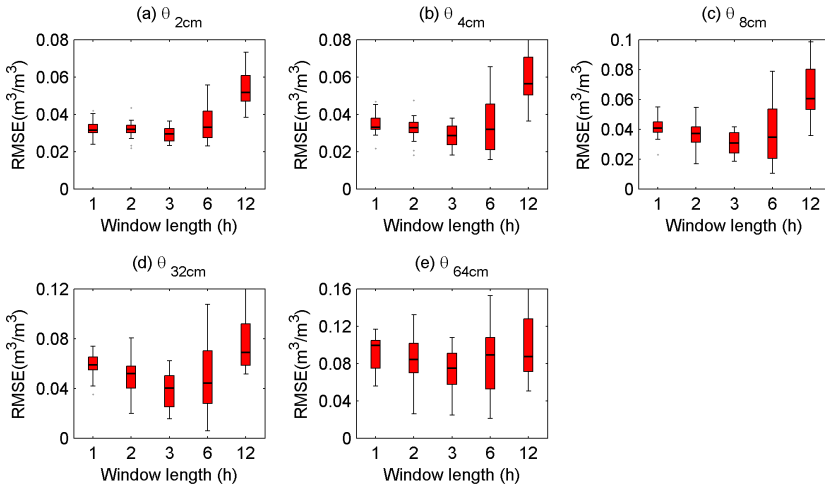 (a) θ 2cm
RMSE(m³/m³)
0.08
0.06
0.04
0.02
0
1 2 3 6 12
Window length (h)
(b) θ 4cm
RMSE(m³/m³)
0.08
0.06
0.04
0.02
0
1 2 3 6 12
Window length (h)
(c) θ 8cm
RMSE(m³/m³)
0.1
0.08
0.06
0.04
0.02
0
1 2 3 6 12
Window length (h)
(d) θ 32cm
RMSE(m³/m³)
0.12
0.08
0.04
0
1 2 3 6 12
Window length (h)
(e) θ 64cm
RMSE(m³/m³)
0.16
0.12
0.08
0.04
0
1 2 3 6 12
Window length (h)